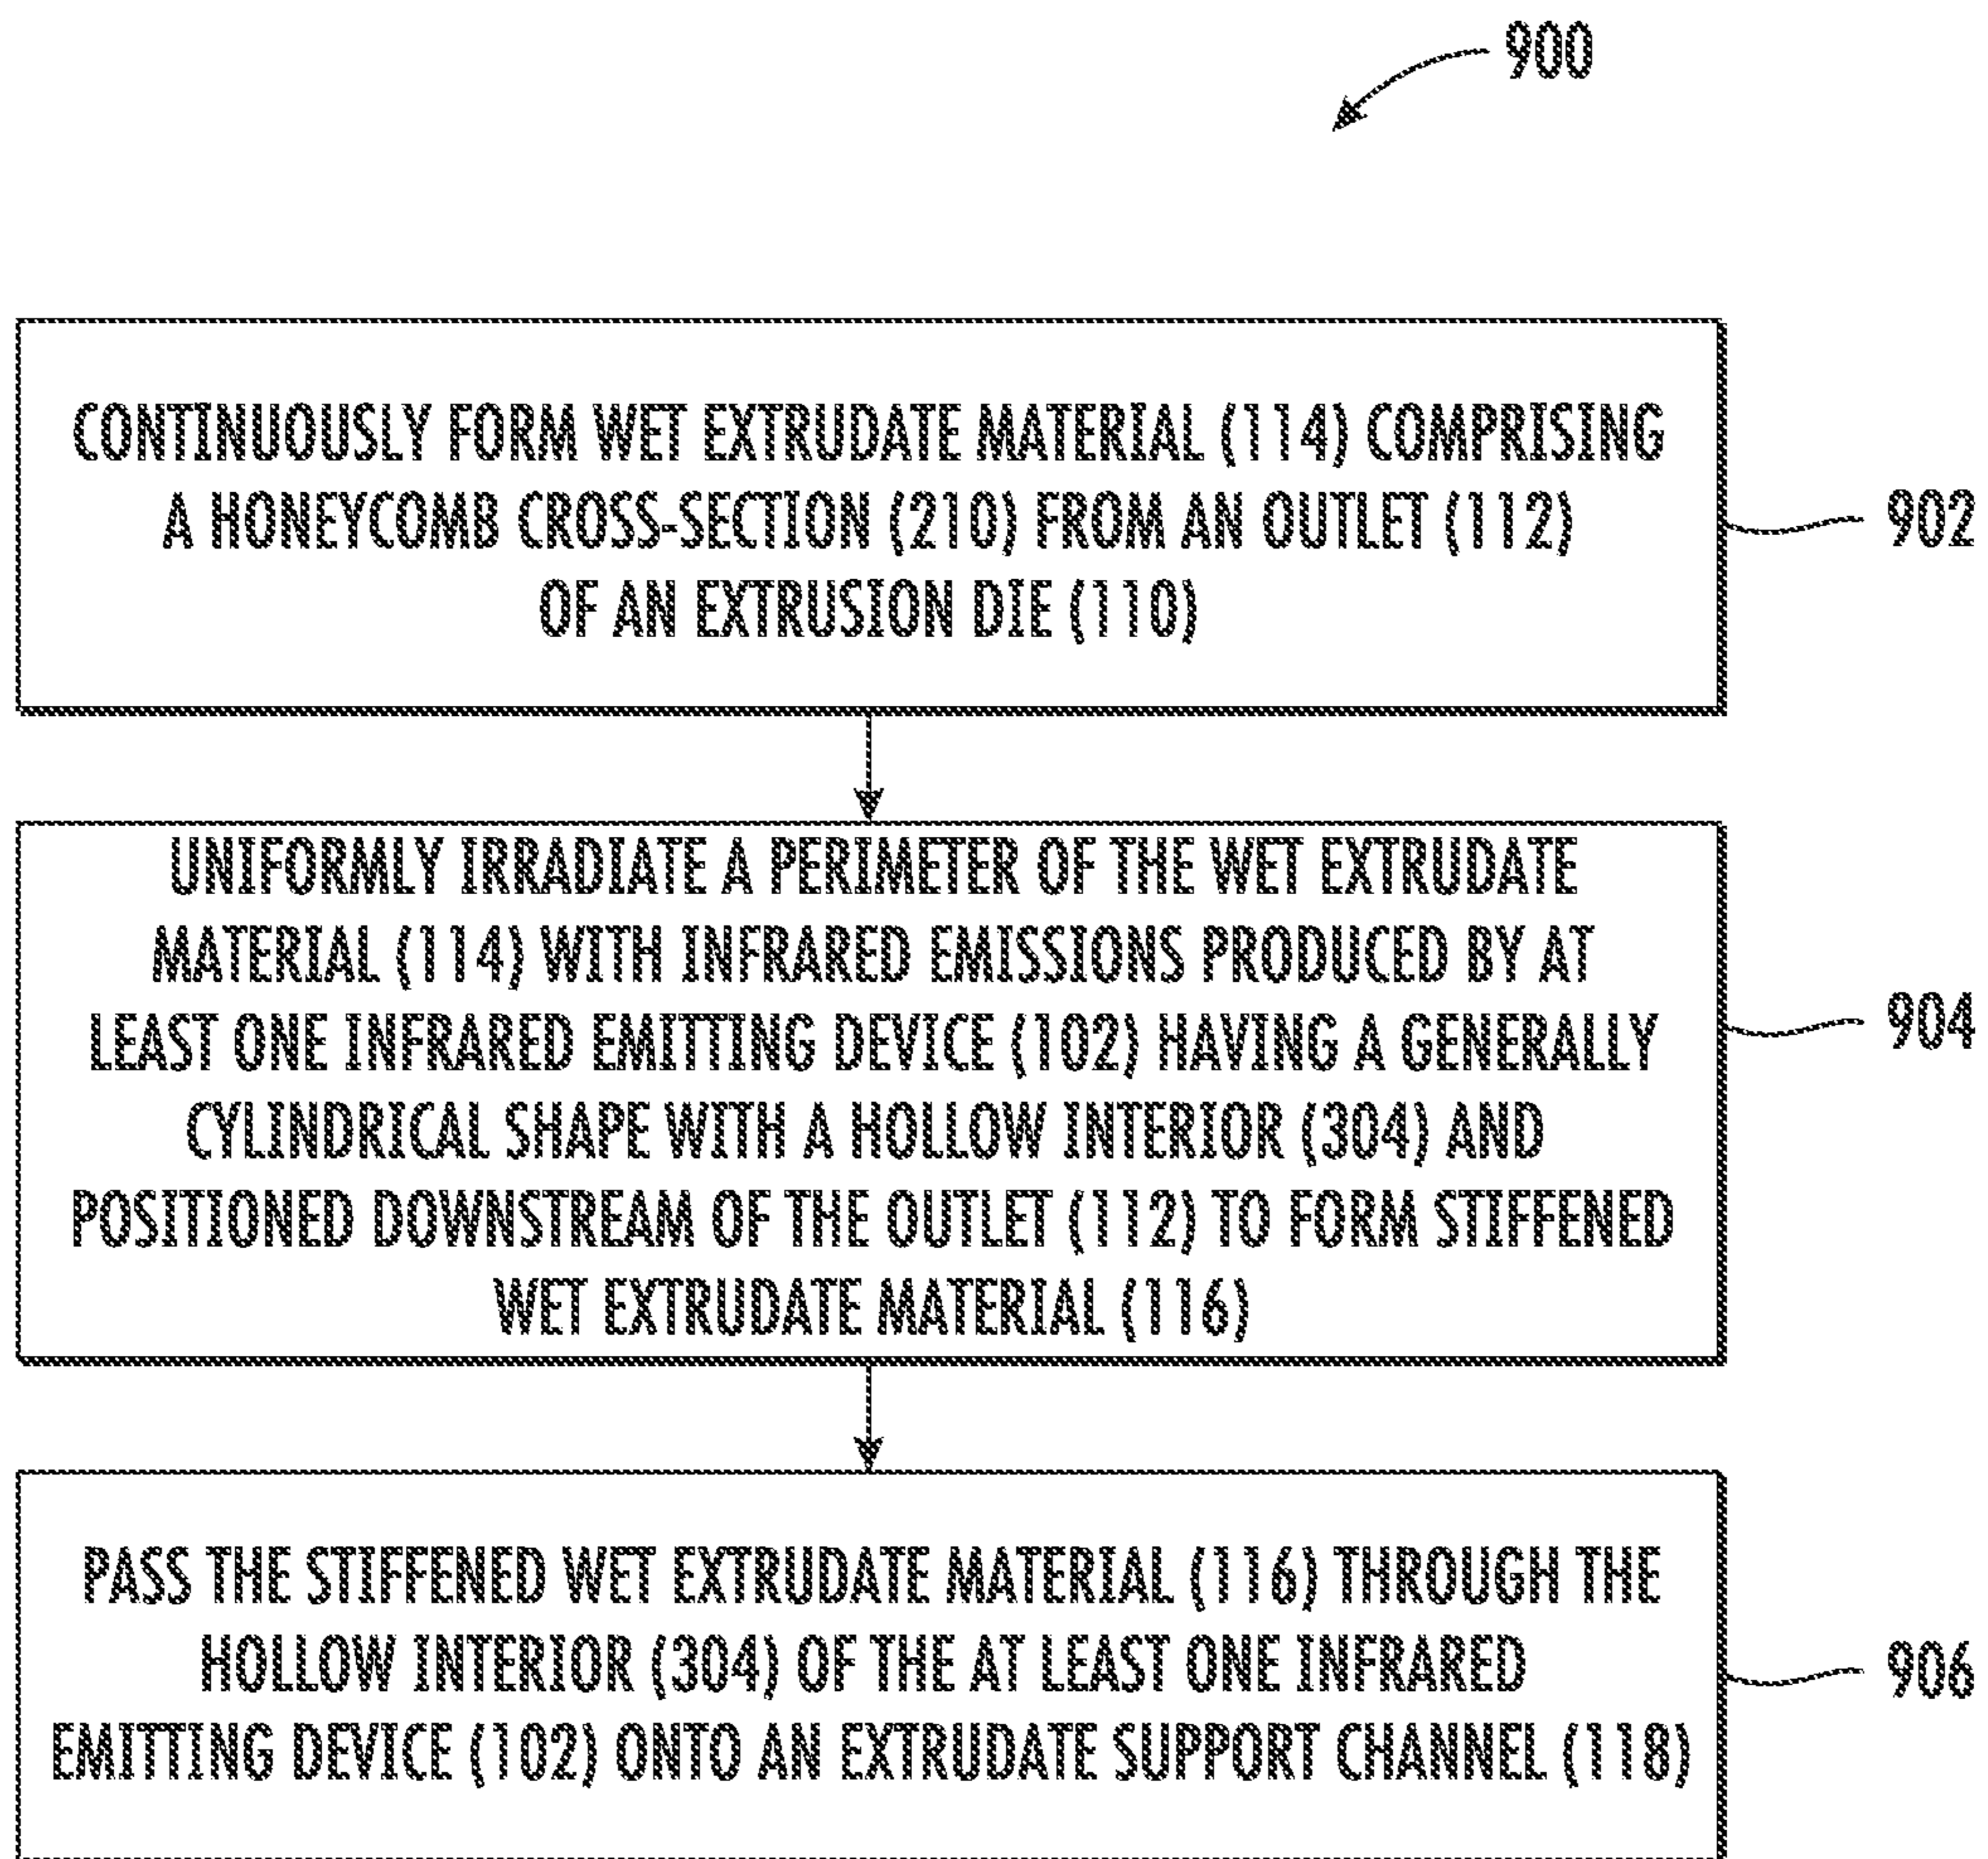 900
CONTINUOUSLY FORM WET EXTRUDATE MATERIAL (114) COMPRISING
A HONEYCOMB CROSS-SECTION (210) FROM AN OUTLET (112)
OF AN EXTRUSION DIE (110)
902
UNIFORMLY IRRADIATE A PERIMETER OF THE WET EXTRUDATE
MATERIAL (114) WITH INFRARED EMISSIONS PRODUCED BY AT
LEAST ONE INFRARED EMITTING DEVICE (102) HAVING A GENERALLY
CYLINDRICAL SHAPE WITH A HOLLOW INTERIOR (304) AND
POSITIONED DOWNSTREAM OF THE OUTLET (112) TO FORM STIFFENED
WET EXTRUDATE MATERIAL (116)
904
PASS THE STIFFENED WET EXTRUDATE MATERIAL (116) THROUGH THE
HOLLOW INTERIOR (304) OF THE AT LEAST ONE INFRARED
EMITTING DEVICE (102) ONTO AN EXTRUDATE SUPPORT CHANNEL (118)
906